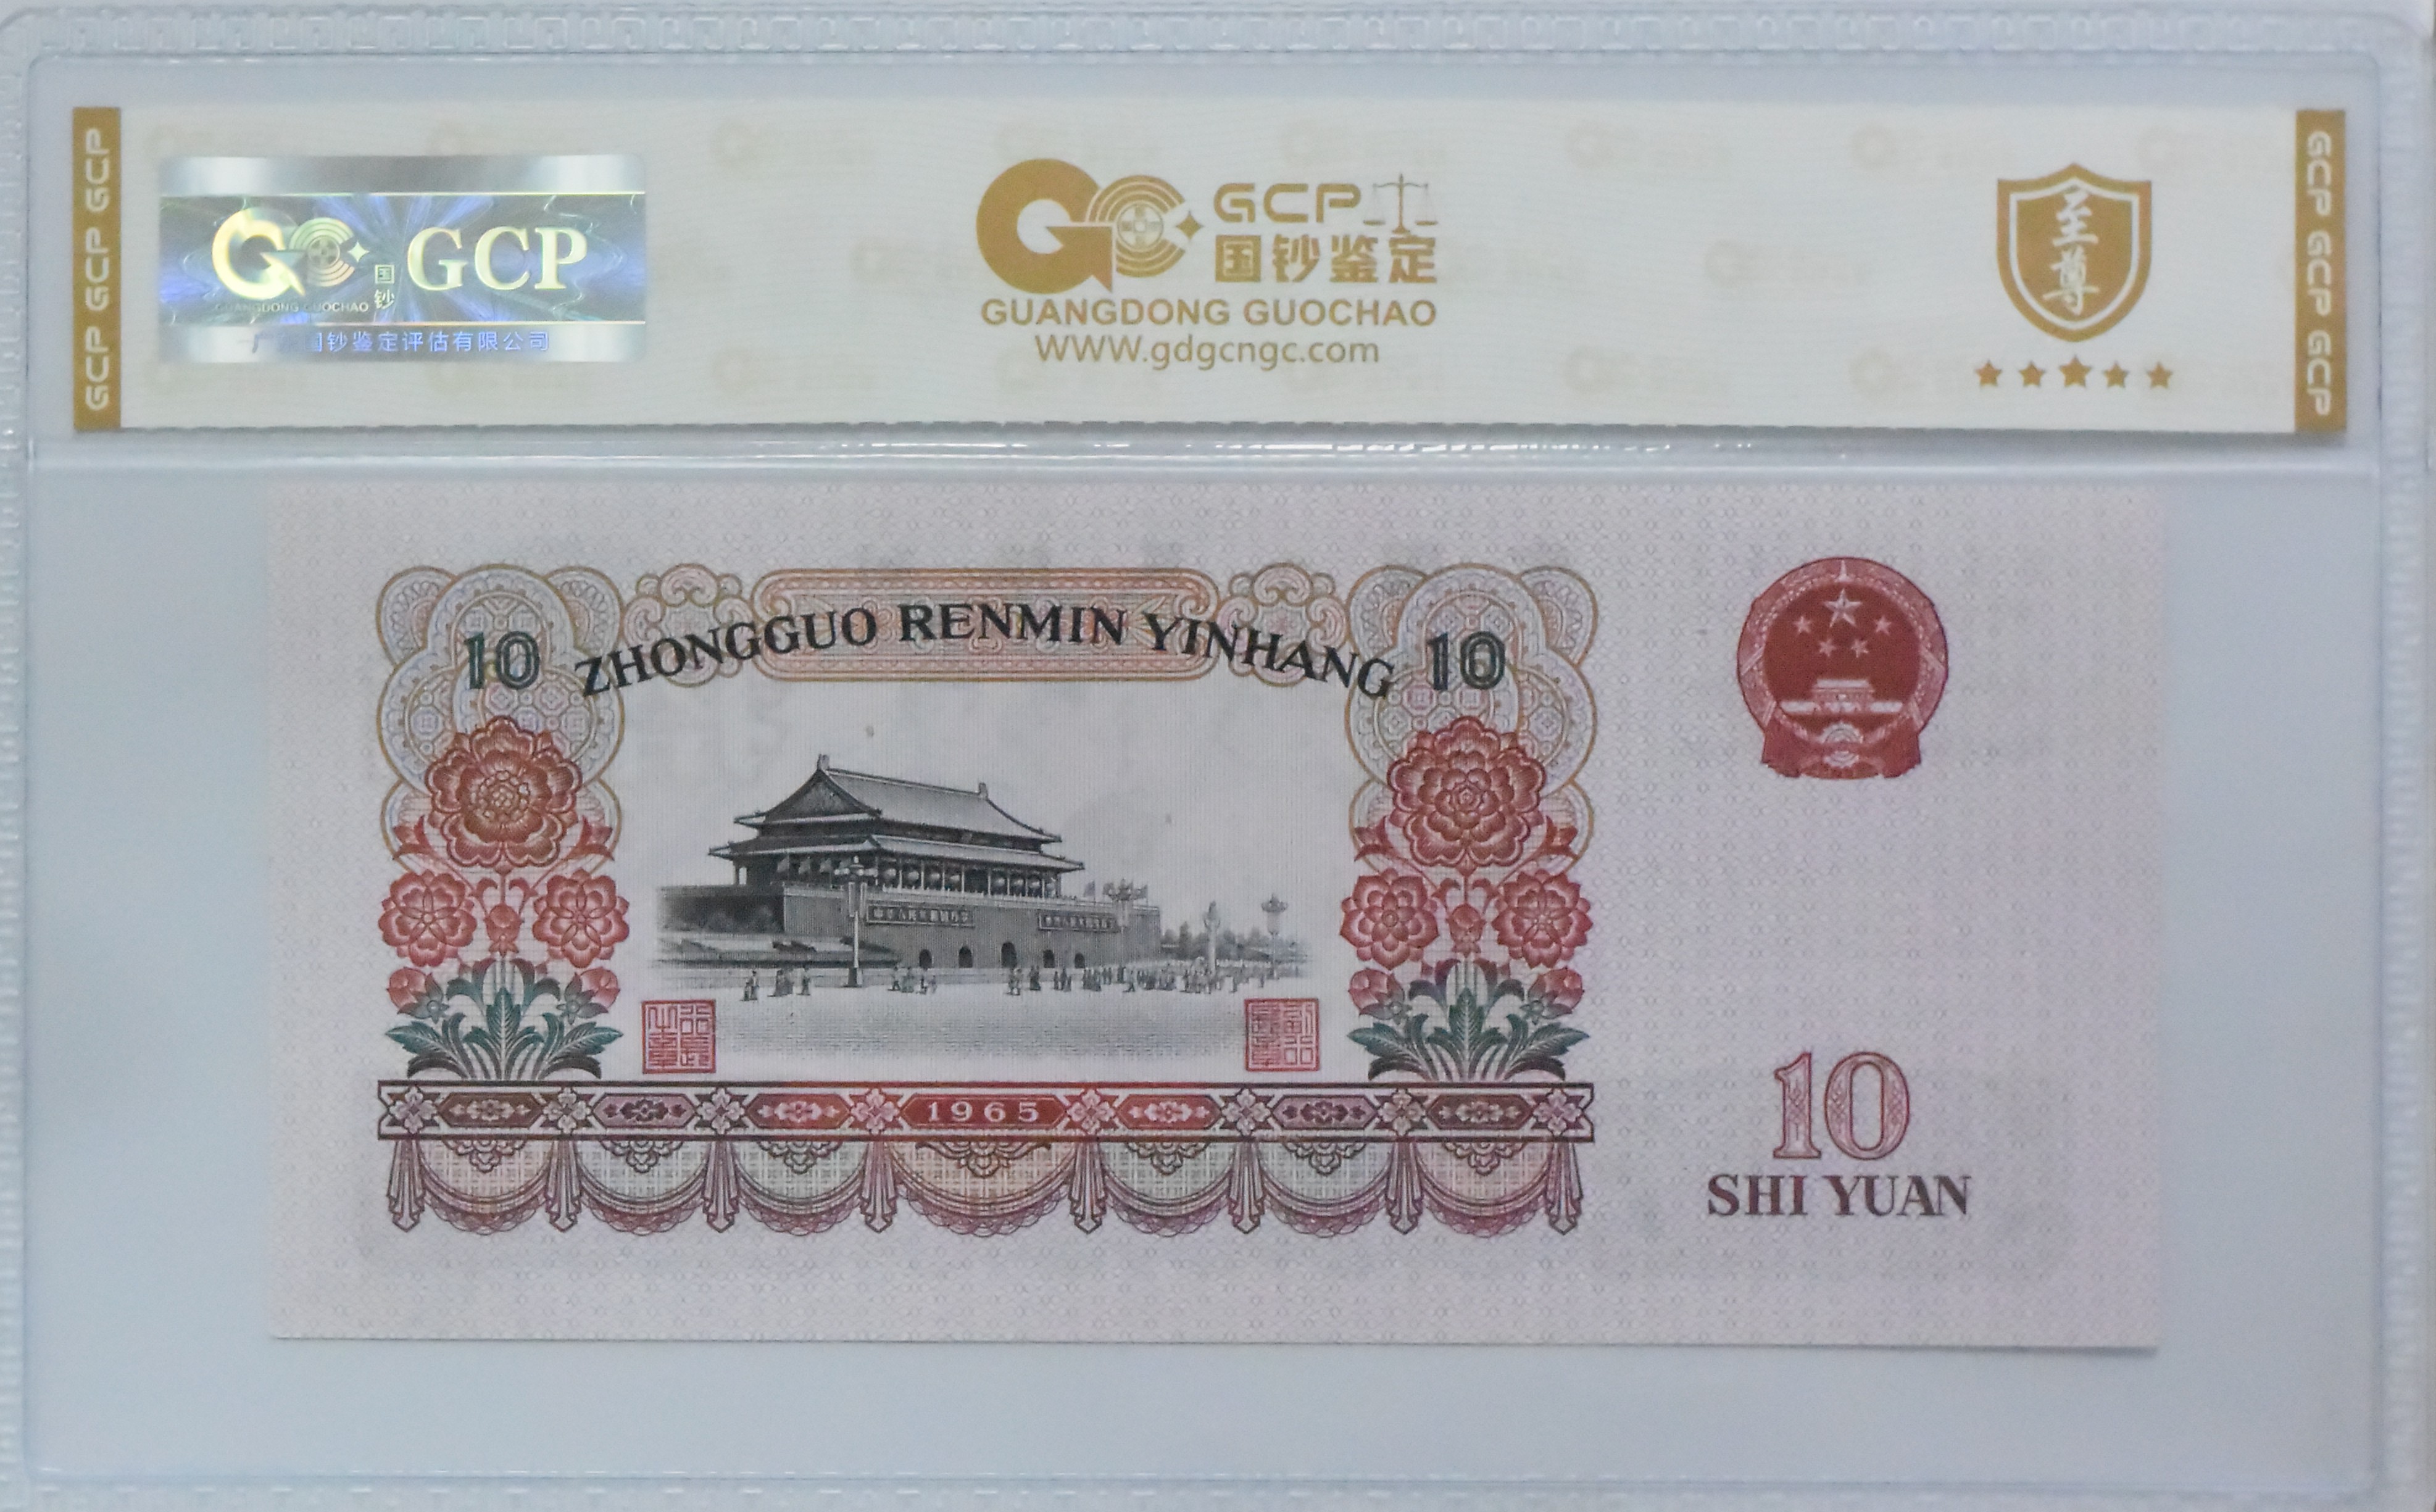 GCP GCP GCP
GCP
国钞
GUANGDONG GUOCHAO
国钞鉴定评估有限公司
GCP
国钞鉴定
GUANGDONG GUOCHAO
WWW.gdgcngc.com
至尊
GCP GCP GCP
ZHONGGUO RENMIN YINHANG
10
10
1965
10
SHI YUAN